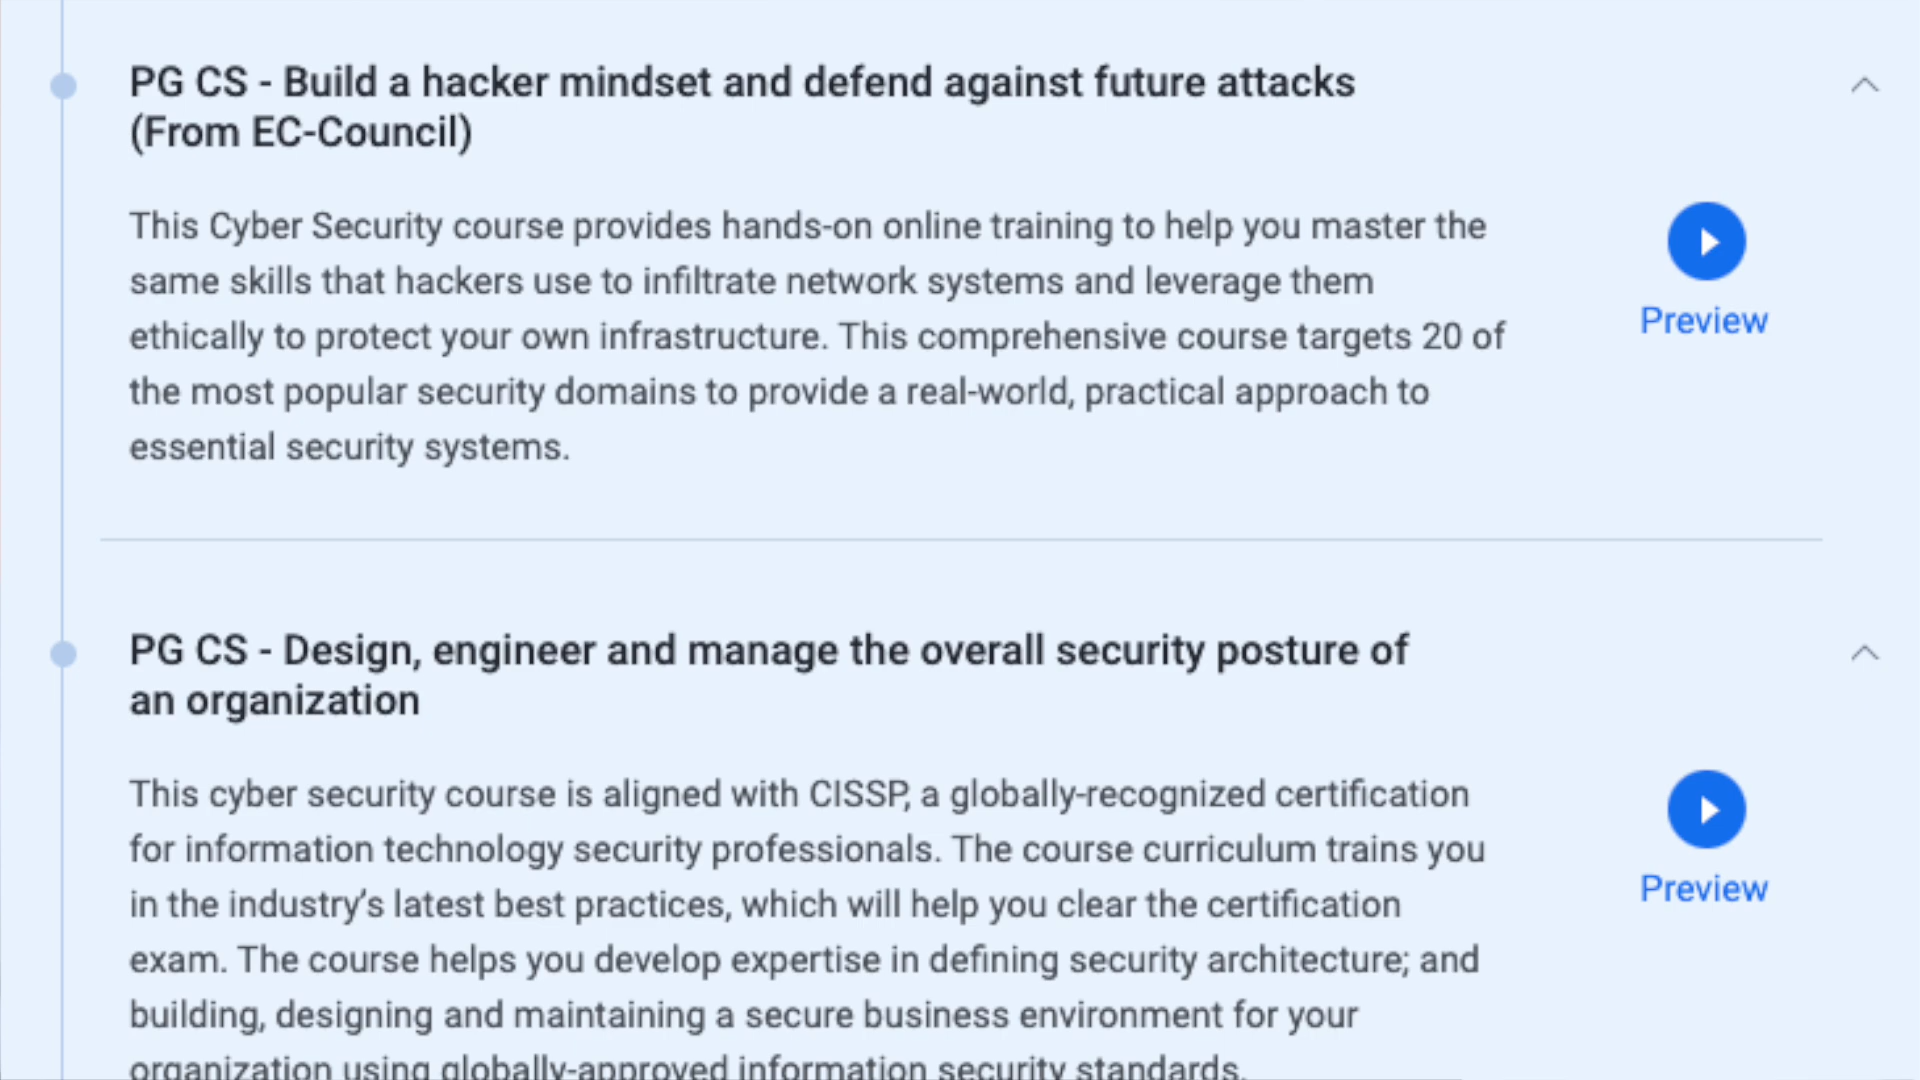 PG CS - Build a hacker mindset and defend against future attacks
(From EC-Council)
This Cyber Security course provides hands-on online training to help you master the
same skills that hackers use to infiltrate network systems and leverage them
ethically to protect your own infrastructure. This comprehensive course targets 20 of
the most popular security domains to provide a real-world, practical approach to
essential security systems.
Preview
PG CS - Design, engineer and manage the overall security posture of
an organization
This cyber security course is aligned with CISSP, a globally-recognized certification
for information technology security professionals. The course curriculum trains you
in the industry’s latest best practices, which will help you clear the certification
exam. The course helps you develop expertise in defining security architecture; and
building, designing and maintaining a secure business environment for your
organization using globally-approved information security standards.
Preview